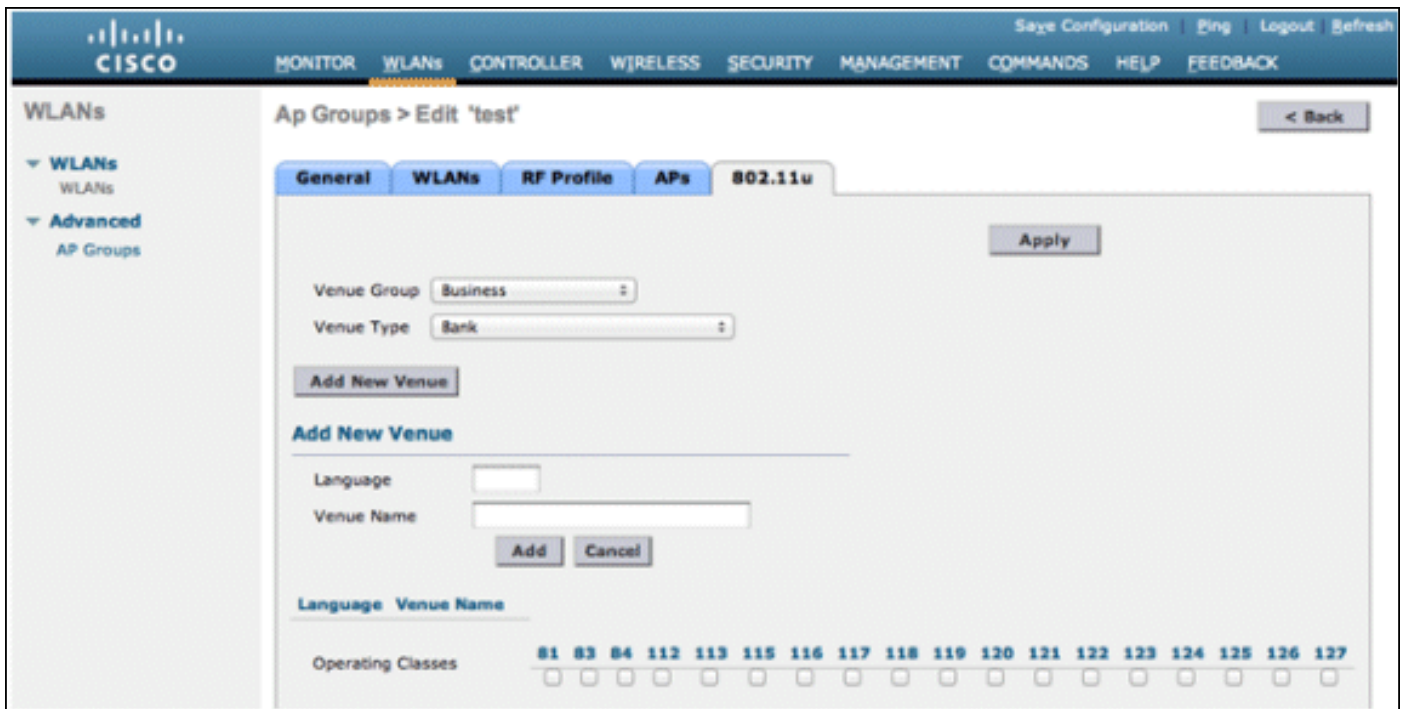 Save Configuration | Ping | Logout | Refresh
CISCO
MONITOR WLANs CONTROLLER WIRELESS SECURITY MANAGEMENT COMMANDS HELP FEEDBACK
WLANs
WLANs
WLANs
Advanced
AP Groups
Ap Groups > Edit 'test'
< Back
General WLANs RF Profile APs 802.11u
Apply
Venue Group Business
Venue Type Bank
Add New Venue
Add New Venue
Language
Venue Name
Add Cancel
Language Venue Name
Operating Classes 81 83 84 112 113 115 116 117 118 119 120 121 122 123 124 125 126 127